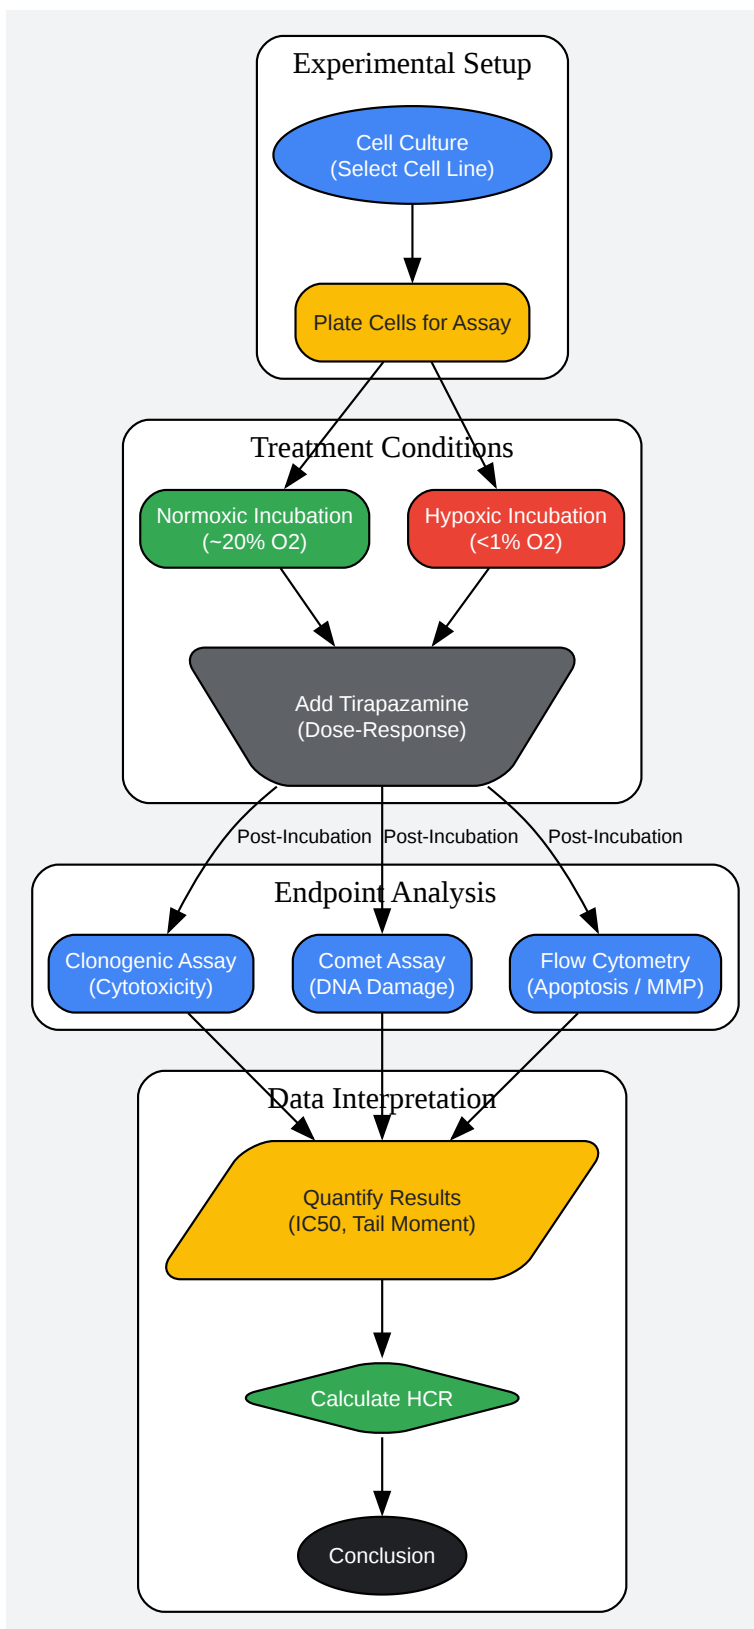 Experimental Setup
Cell Culture
(Select Cell Line)
Plate Cells for Assay
Treatment Conditions
Normoxic Incubation
(~20% O2)
Hypoxic Incubation
(<1% O2)
Add Tirapazamine
(Dose-Response)
Post-Incubation
Post-Incubation
Post-Incubation
Endpoint Analysis
Clonogenic Assay
(Cytotoxicity)
Comet Assay
(DNA Damage)
Flow Cytometry
(Apoptosis / MMP)
Data Interpretation
Quantify Results
(IC50, Tail Moment)
Calculate HCR
Conclusion